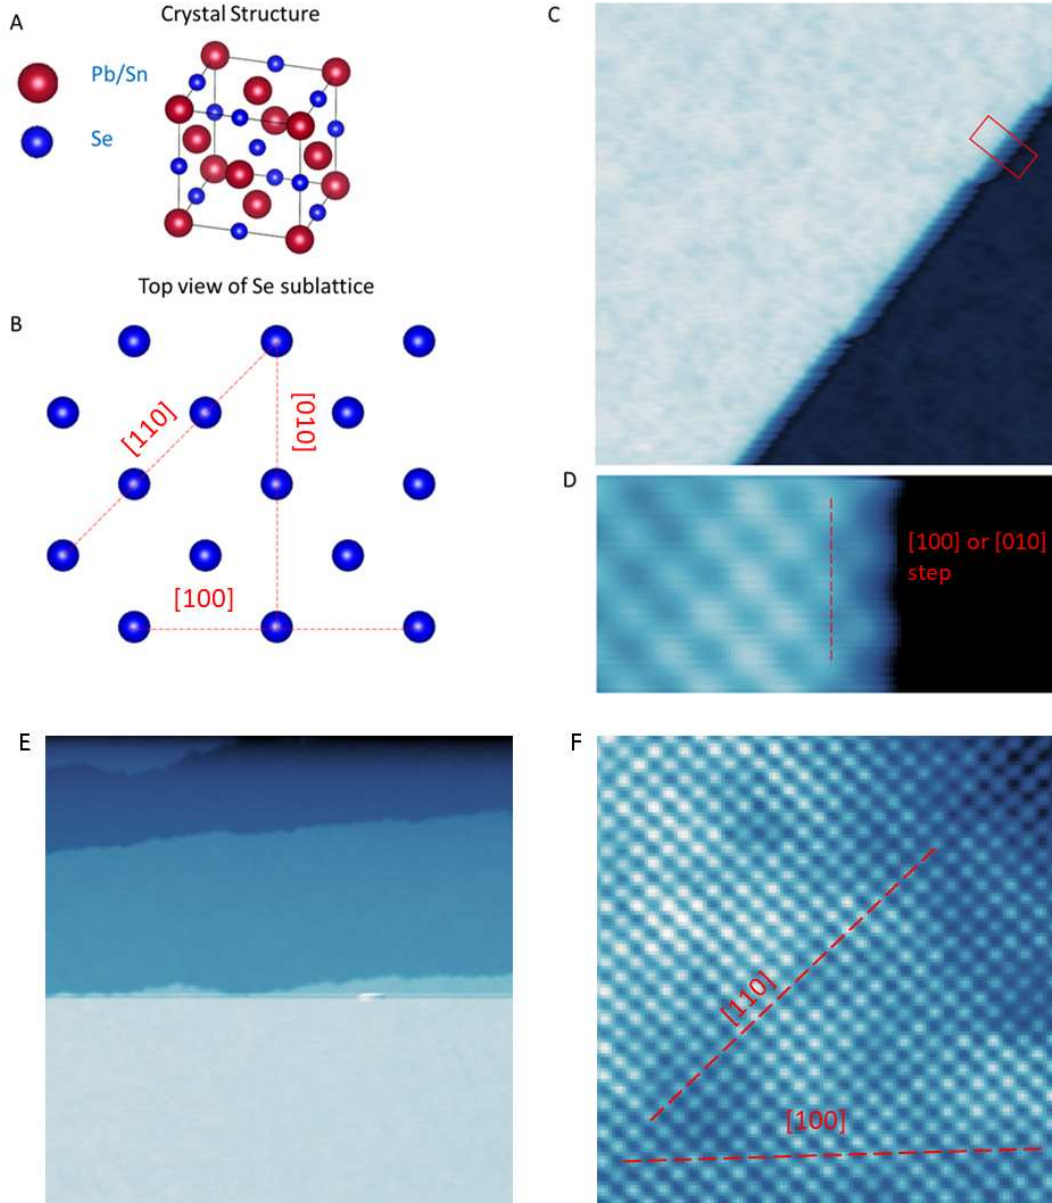 A
Crystal Structure
Pb/Sn
Se
Top view of Se sublattice
B
[110]
[010]
[100]
C
D
[100] or [010]
step
E
F
[110]
[100]